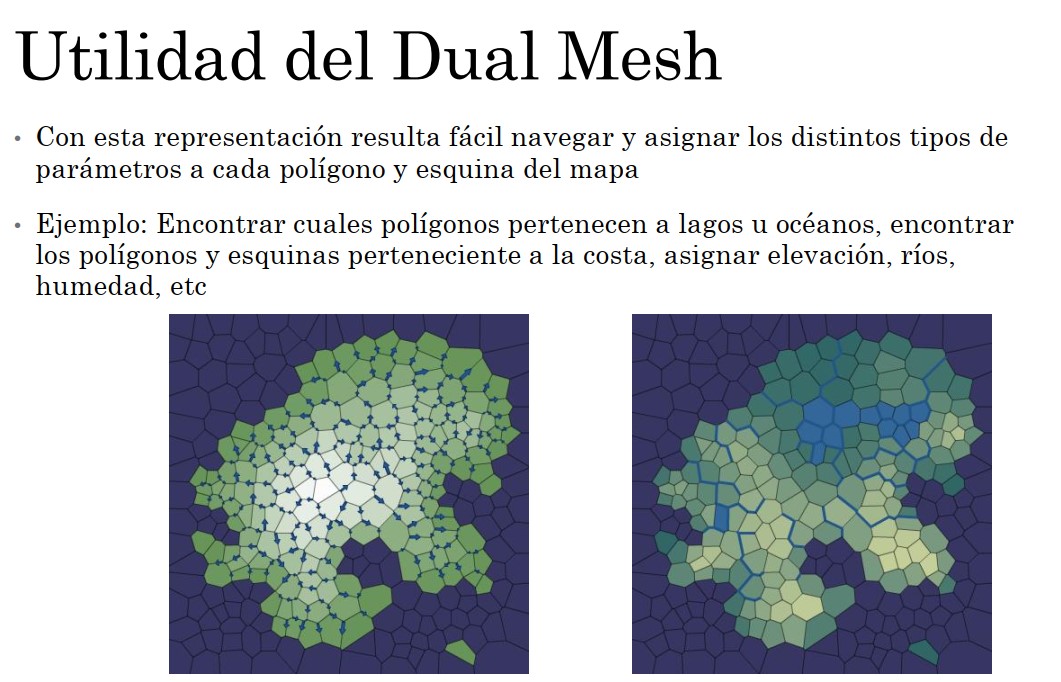 Utilidad del Dual Mesh
• Con esta representación resulta fácil navegar y asignar los distintos tipos de
parámetros a cada polígono y esquina del mapa
• Ejemplo: Encontrar cuales polígonos pertenecen a lagos u océanos, encontrar
los polígonos y esquinas perteneciente a la costa, asignar elevación, ríos,
humedad, etc